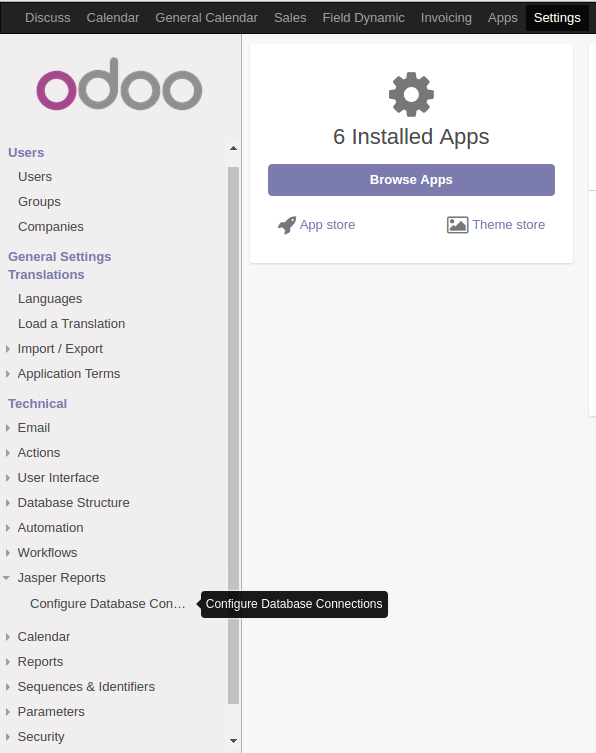 Discuss Calendar General Calendar Sales Field Dynamic Invoicing Apps Settings
odoo
Users
Users
Groups
Companies
General Settings
Translations
Languages
Load a Translation
Import / Export
Application Terms
Technical
Email
Actions
User Interface
Database Structure
Automation
Workflows
Jasper Reports
Configure Database Con...
Configure Database Connections
Calendar
Reports
Sequences & Identifiers
Parameters
Security
6 Installed Apps
Browse Apps
App store Theme store